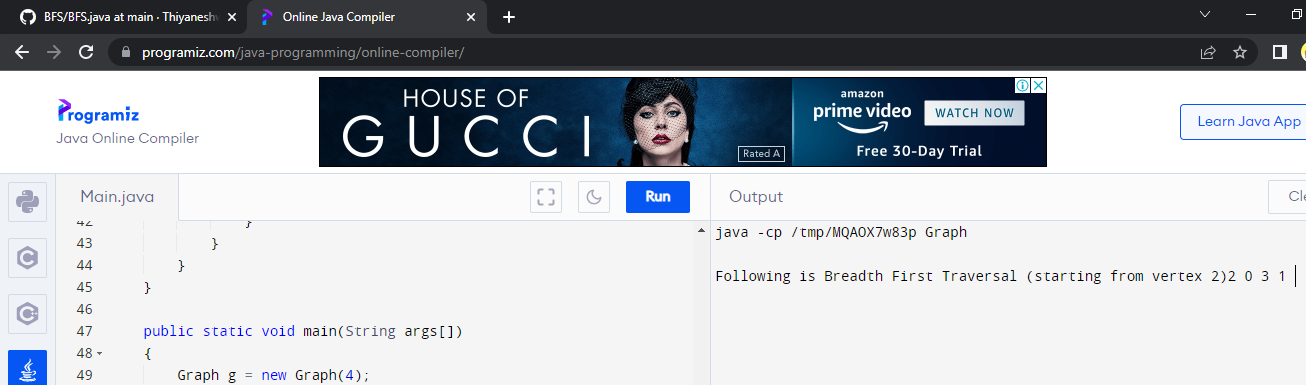 BFS/BFS.java at main · Thiyanesh
Online Java Compiler
programiz.com/java-programming/online-compiler/
Programiz
Java Online Compiler
HOUSE OF
GUCCI
Rated A
amazon
prime video
WATCH NOW
Free 30-Day Trial
Learn Java App
Main.java
Run
Output
42 }
43 }
44 }
45 }
46
47 public static void main(String args[])
48 {
49 Graph g = new Graph(4);
java -cp /tmp/MQAOX7w83p Graph
Following is Breadth First Traversal (starting from vertex 2)2 0 3 1